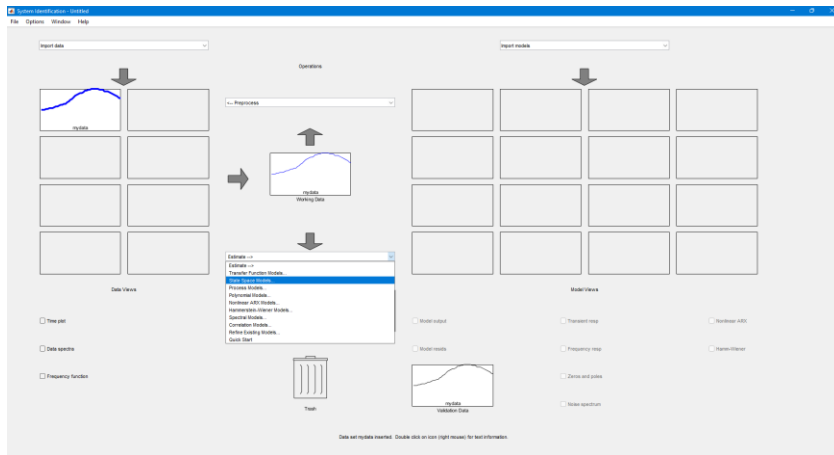 System Identification - Untitled
File Options Window Help
Import data
Import models
Operations
<-- Preprocess
mydata
mydata
Working Data
Estimate -->
Estimate -->
Transfer Function Models...
State Space Models...
Process Models...
Polynomial Models...
Nonlinear ARX Models...
Hammerstein-Wiener Models...
Spectral Models...
Correlation Models...
Refine Existing Models...
Quick Start
Data Views
Model Views
Time plot
Data spectra
Frequency function
Model output
Transient resp
Nonlinear ARX
Model resids
Frequency resp
Hamm-Wiener
Zeros and poles
Noise spectrum
Trash
mydata
Validation Data
Data set mydata inserted. Double click on icon (right mouse) for text information.